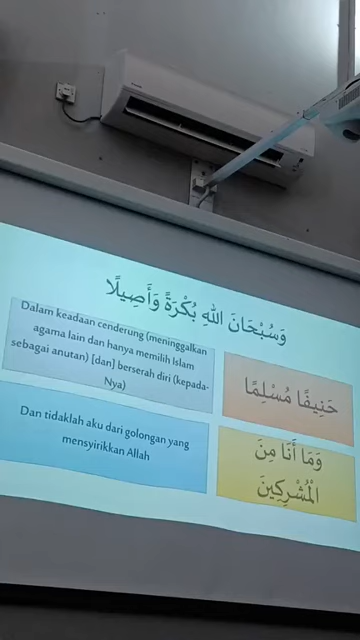 وَسُبْحَانَ اللهِ بُكْرَةً وَأَصِيلًا
Dalam keadaan cenderung (meninggalkan
agama lain dan hanya memilih Islam
sebagai anutan) [dan] berserah diri (kepada-
Nya)
حَنِيفًا مُسْلِمًا
Dan tidaklah aku dari golongan yang
mensyirikkan Allah
وَمَا أَنَا مِنَ
الْمُشْرِكِينَ